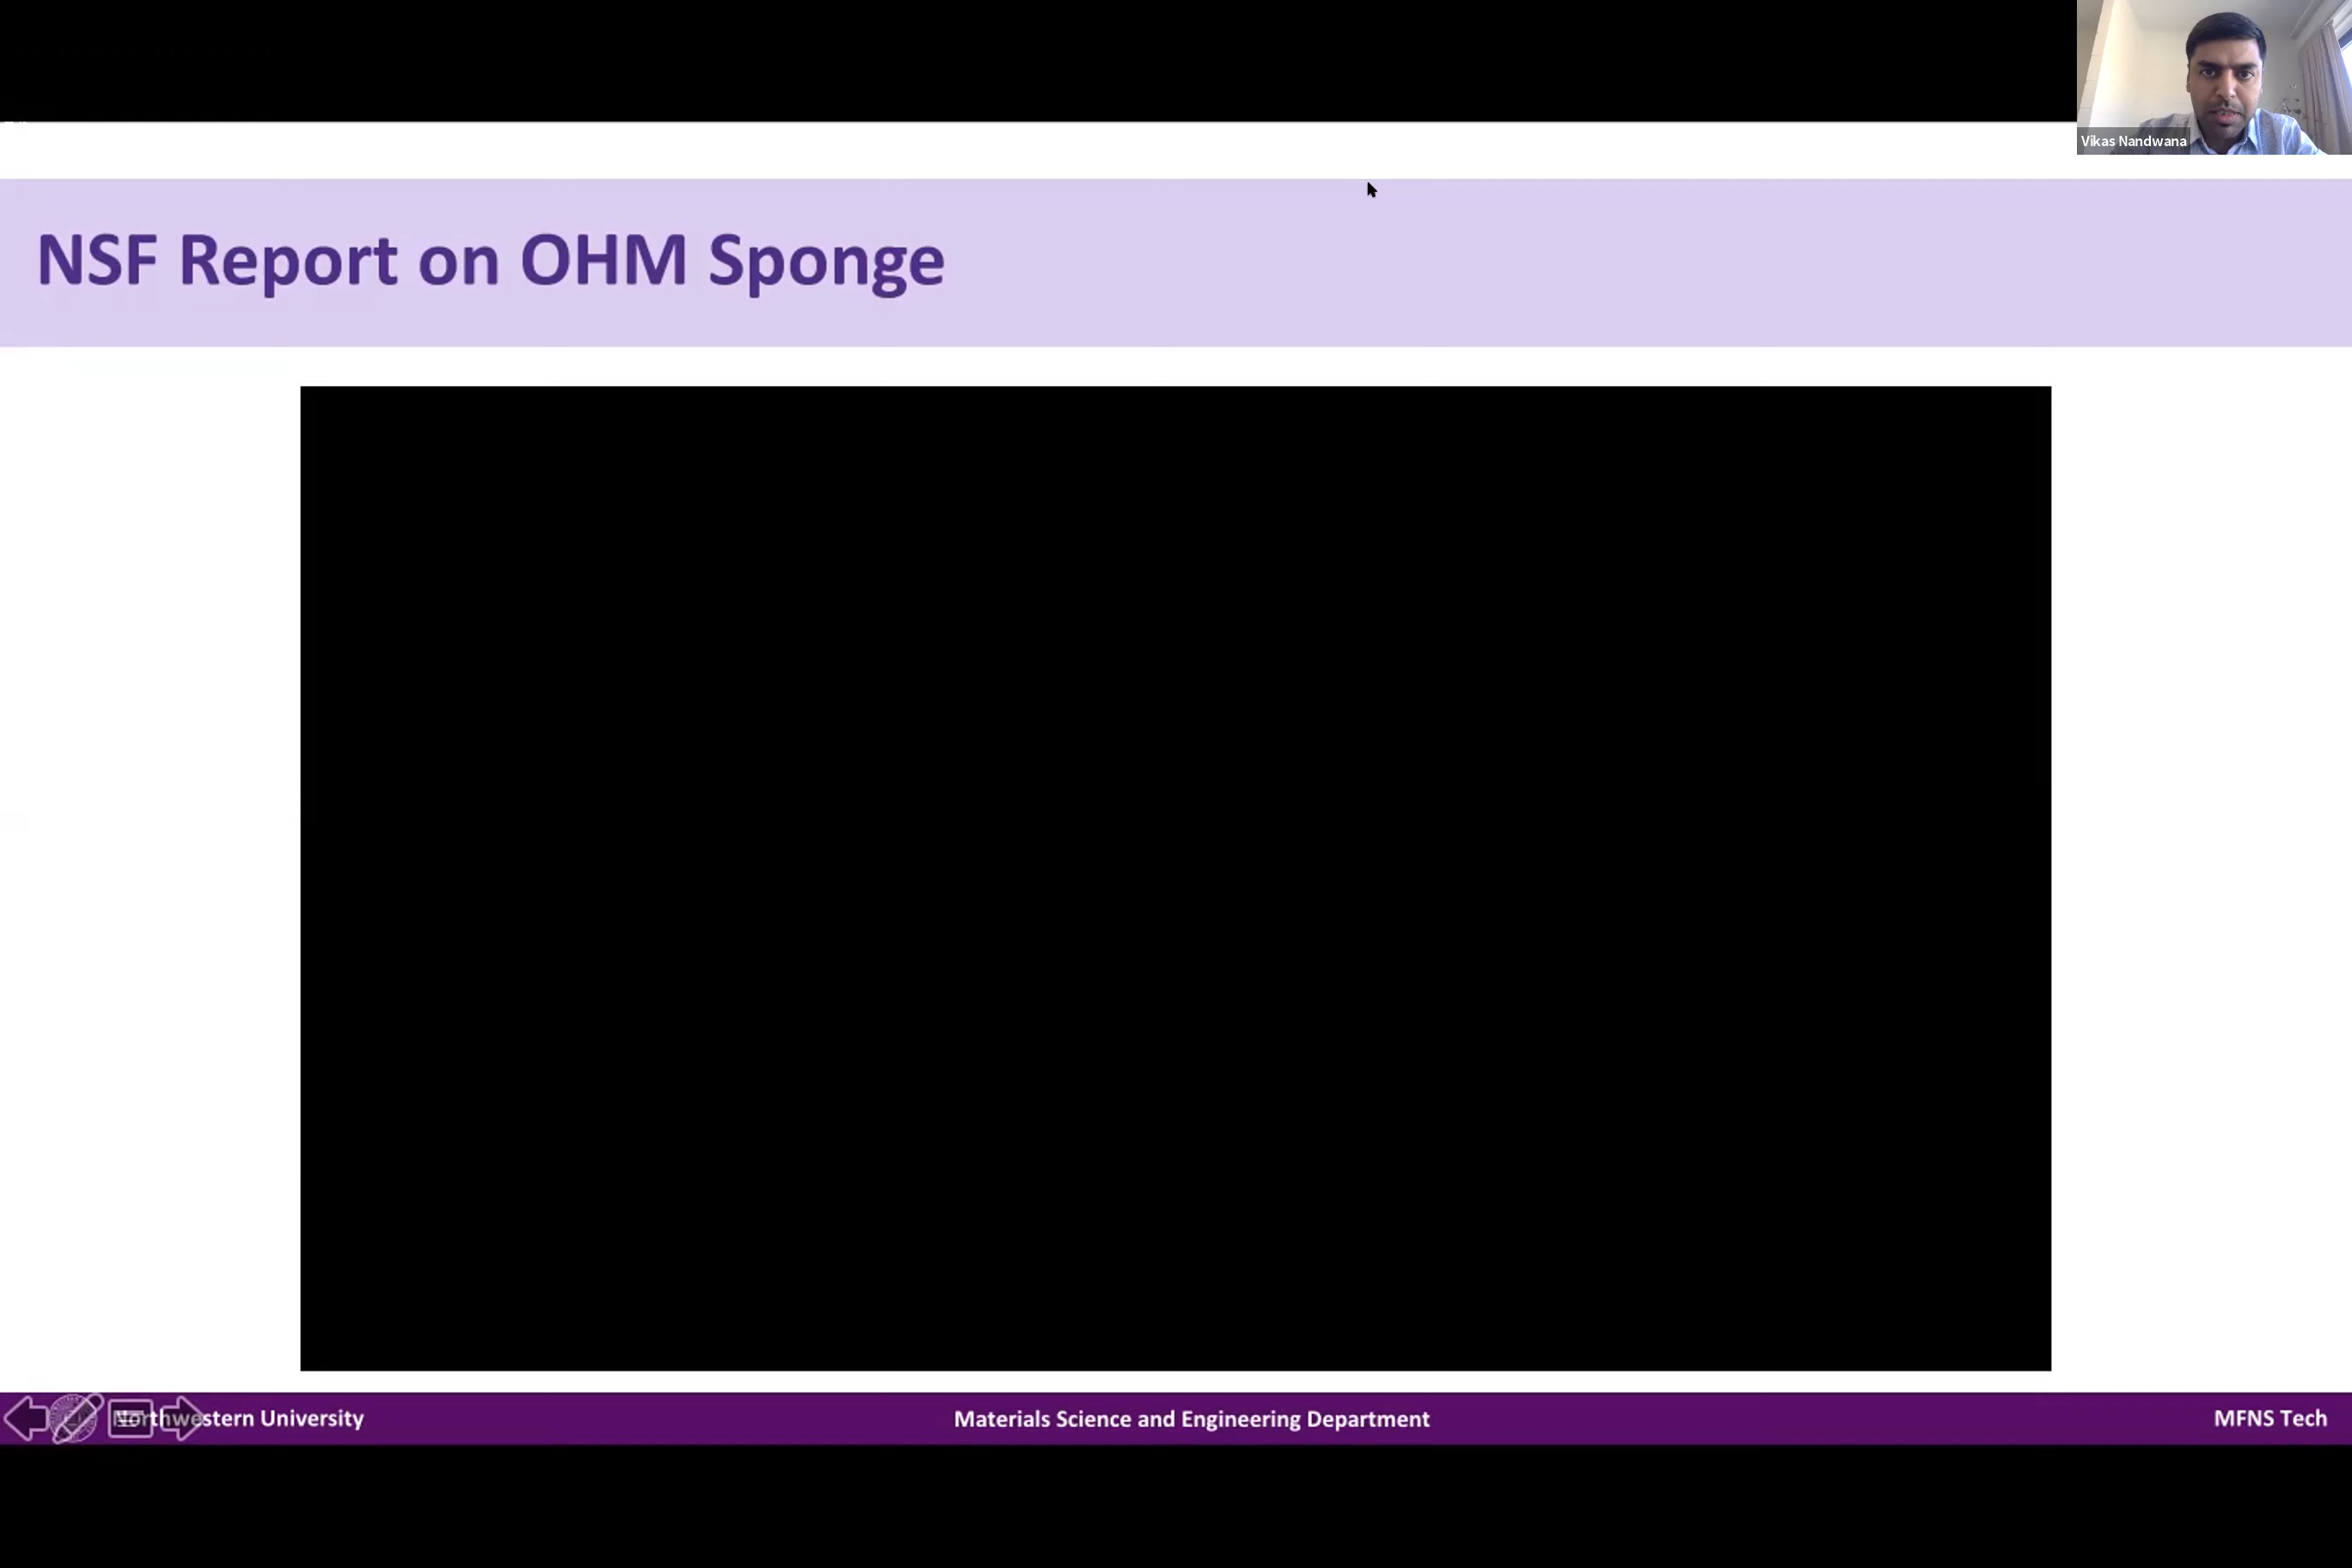 Vikas Nandwana
NSF Report on OHM Sponge
Northwestern University
Materials Science and Engineering Department
MFNS Tech